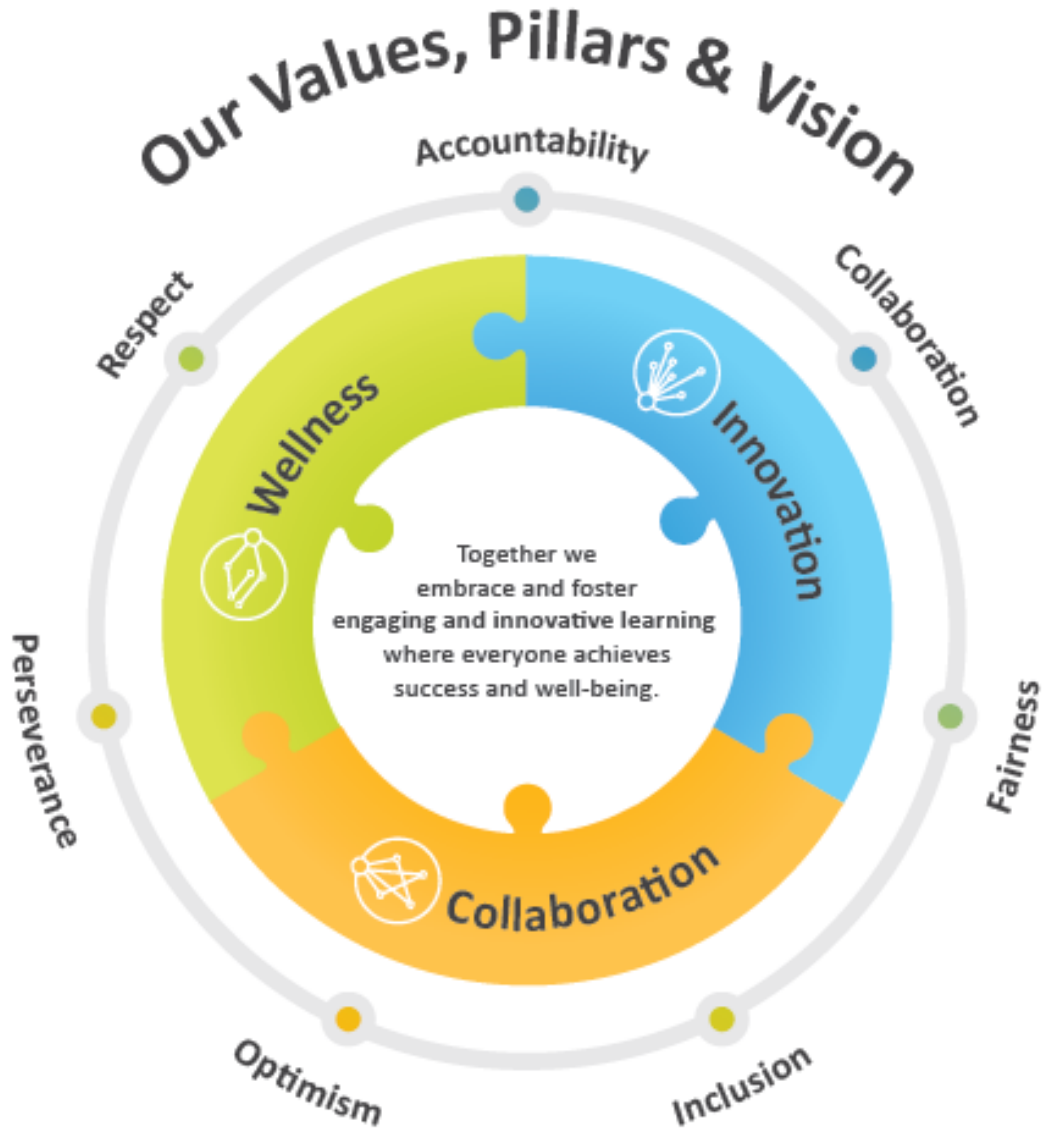 Our Values, Pillars & Vision
Accountability
Collaboration
Fairness
Inclusion
Optimism
Perseverance
Respect
Wellness
Innovation
Collaboration
Together we
embrace and foster
engaging and innovative learning
where everyone achieves
success and well-being.